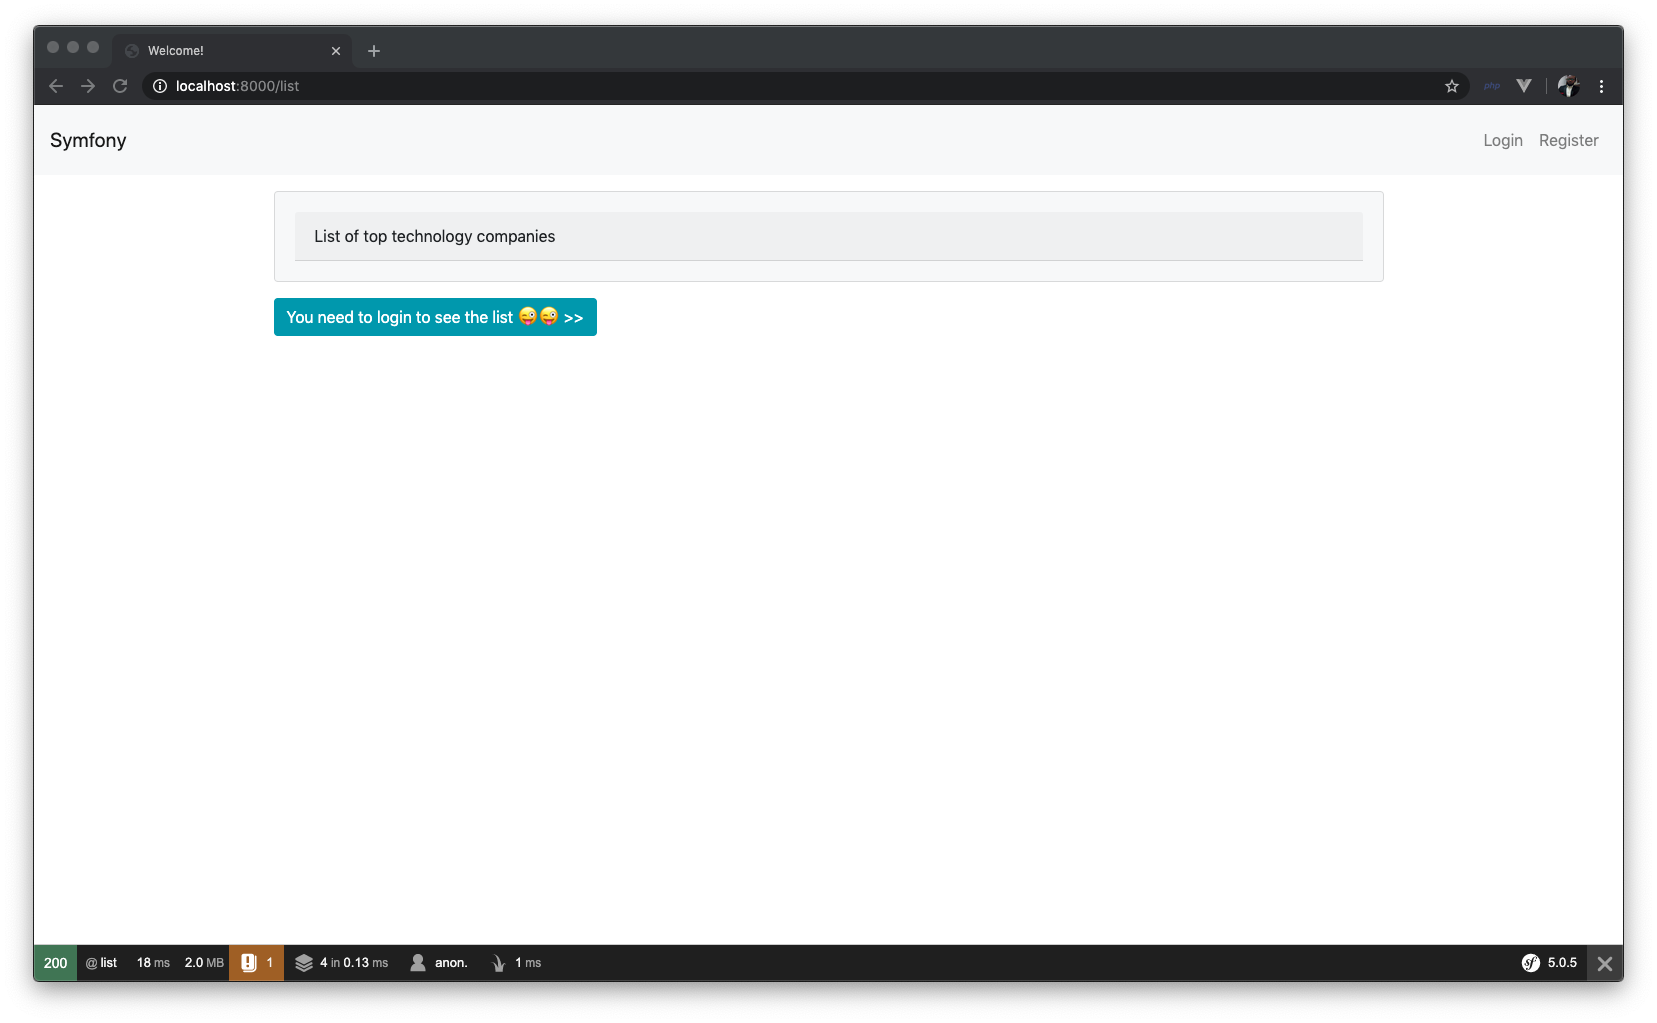 Welcome!
localhost:8000/list
php
Symfony
Login Register
List of top technology companies
You need to login to see the list 😜😜 >>
200 @ list 18 ms 2.0 MB 1 4 in 0.13 ms anon. 1 ms sf 5.0.5